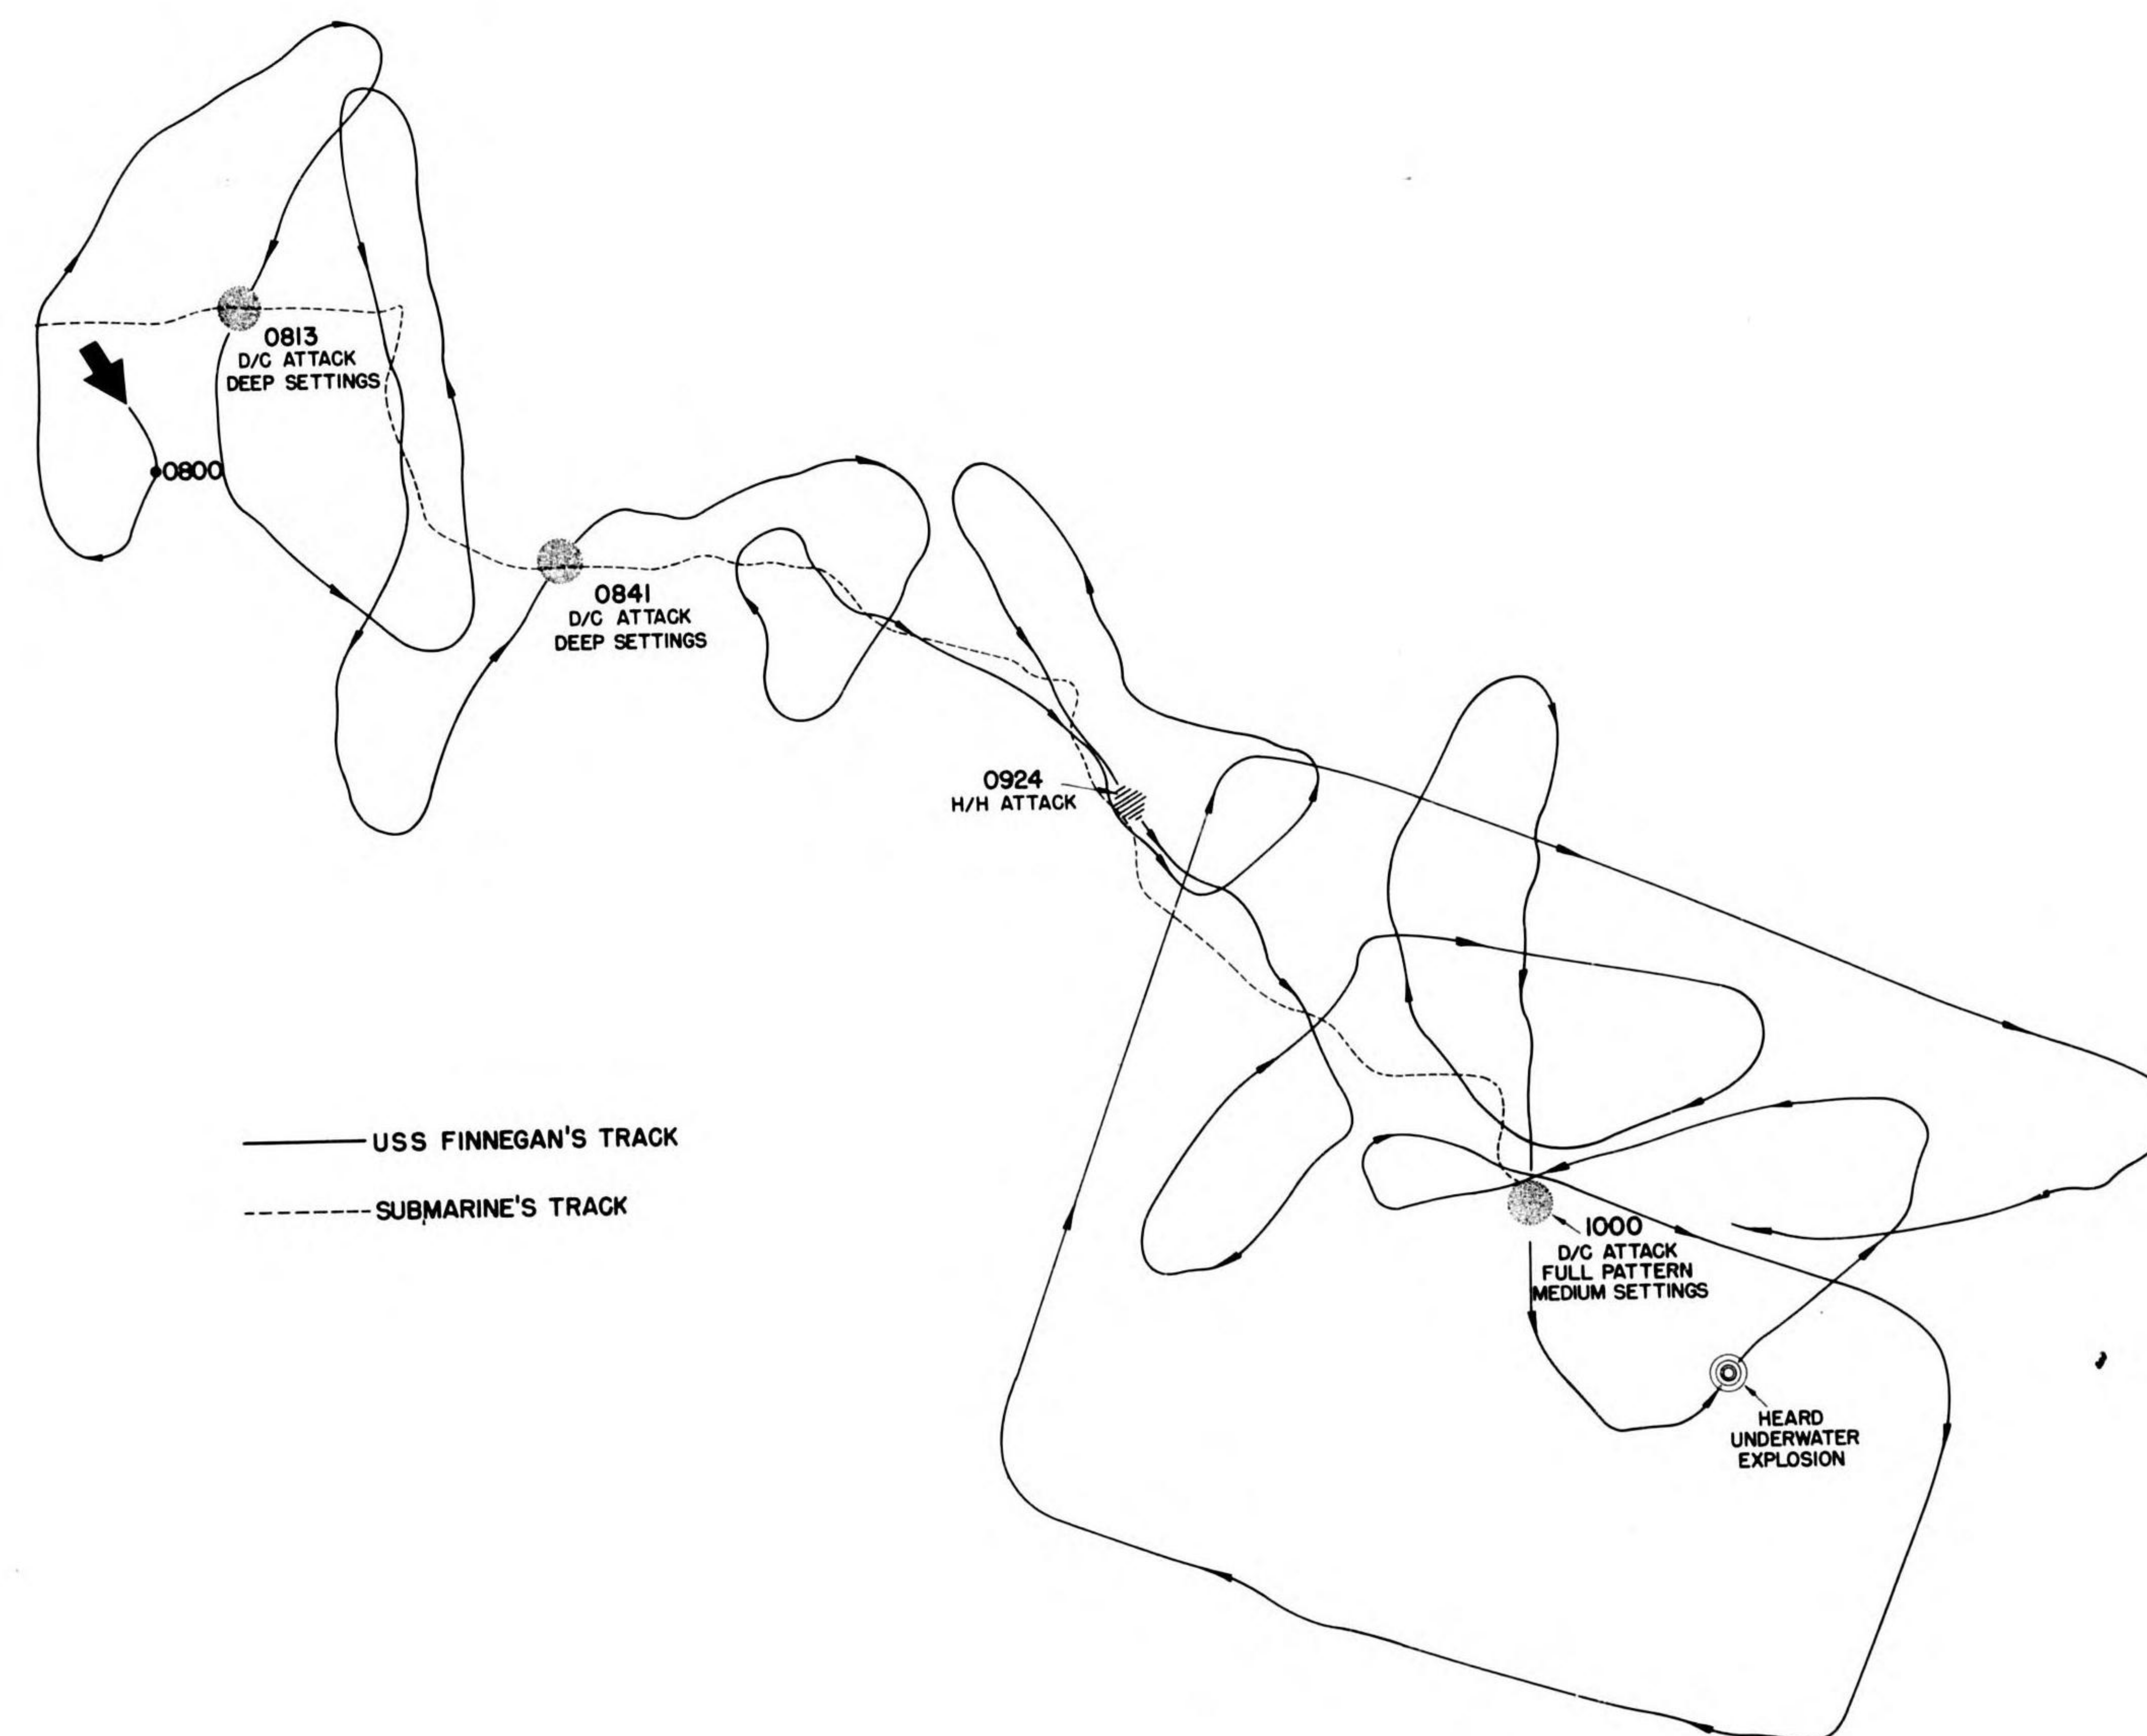 0813
D/C ATTACK
DEEP SETTINGS
0800
0841
D/C ATTACK
DEEP SETTINGS
0924
H/H ATTACK
USS FINNEGAN'S TRACK
SUBMARINE'S TRACK
1000
D/C ATTACK
FULL PATTERN
MEDIUM SETTINGS
HEARD
UNDERWATER
EXPLOSION